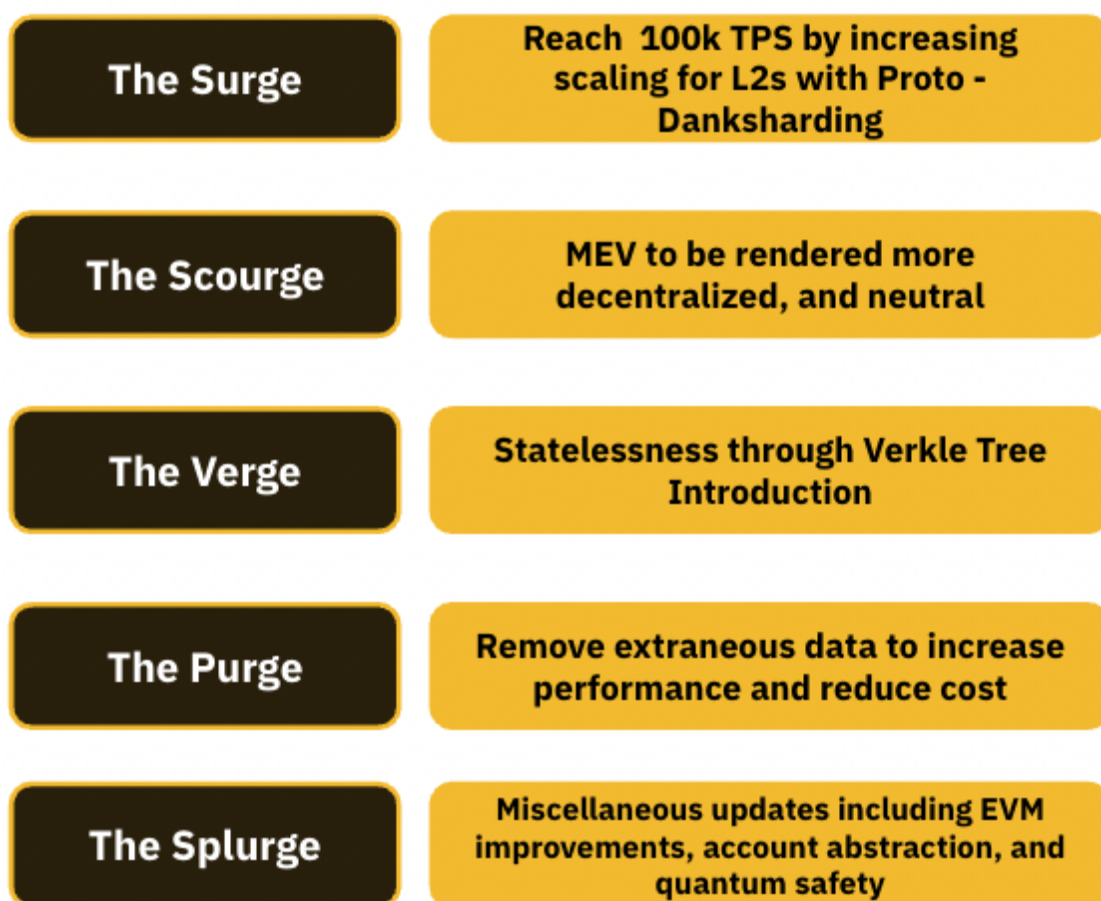 The Surge
Reach 100k TPS by increasing
scaling for L2s with Proto -
Danksharding
The Scourge
MEV to be rendered more
decentralized, and neutral
The Verge
Statelessness through Verkle Tree
Introduction
The Purge
Remove extraneous data to increase
performance and reduce cost
The Splurge
Miscellaneous updates including EVM
improvements, account abstraction, and
quantum safety